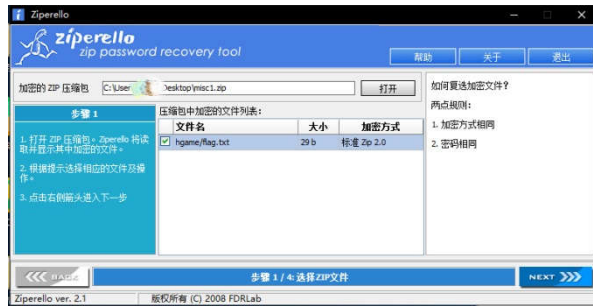 Ziperello
ziperello
zip password recovery tool
帮助
关于
退出
加密的 ZIP 压缩包
C:\User
Desktop\misc1.zip
打开
步骤 1
1. 打开 ZIP 压缩包。Ziperello 将读
取并显示其中加密的文件。
2. 根据提示选择相应的文件及操
作。
3. 点击右侧箭头进入下一步
压缩包中加密的文件列表：
文件名 大小 加密方式
hgame/flag.txt 29 b 标准 Zip 2.0
如何复选加密文件？
两点规则：
1. 加密方式相同
2. 密码相同
BACK
步骤 1 / 4: 选择ZIP文件
NEXT
Ziperello ver. 2.1
版权所有 (C) 2008 FDRLab